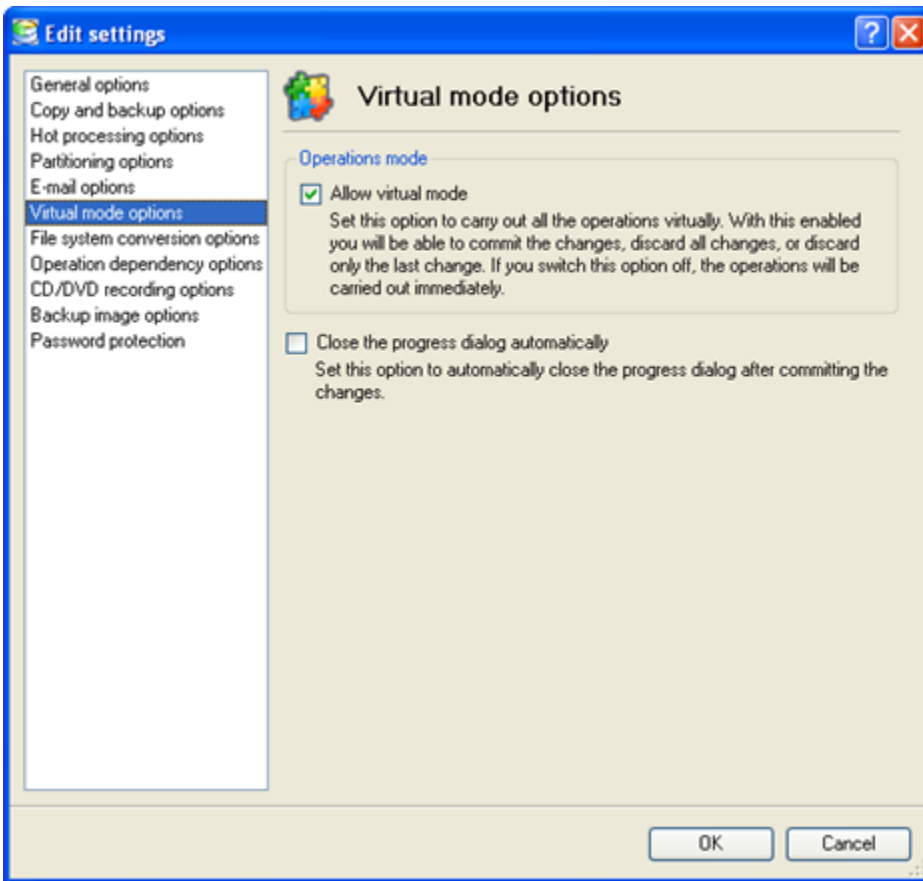 Edit settings
General options
Copy and backup options
Hot processing options
Partitioning options
E-mail options
Virtual mode options
File system conversion options
Operation dependency options
CD/DVD recording options
Backup image options
Password protection
Virtual mode options
Operations mode
Allow virtual mode
Set this option to carry out all the operations virtually. With this enabled
you will be able to commit the changes, discard all changes, or discard
only the last change. If you switch this option off, the operations will be
carried out immediately.
Close the progress dialog automatically
Set this option to automatically close the progress dialog after committing the
changes.
OK
Cancel